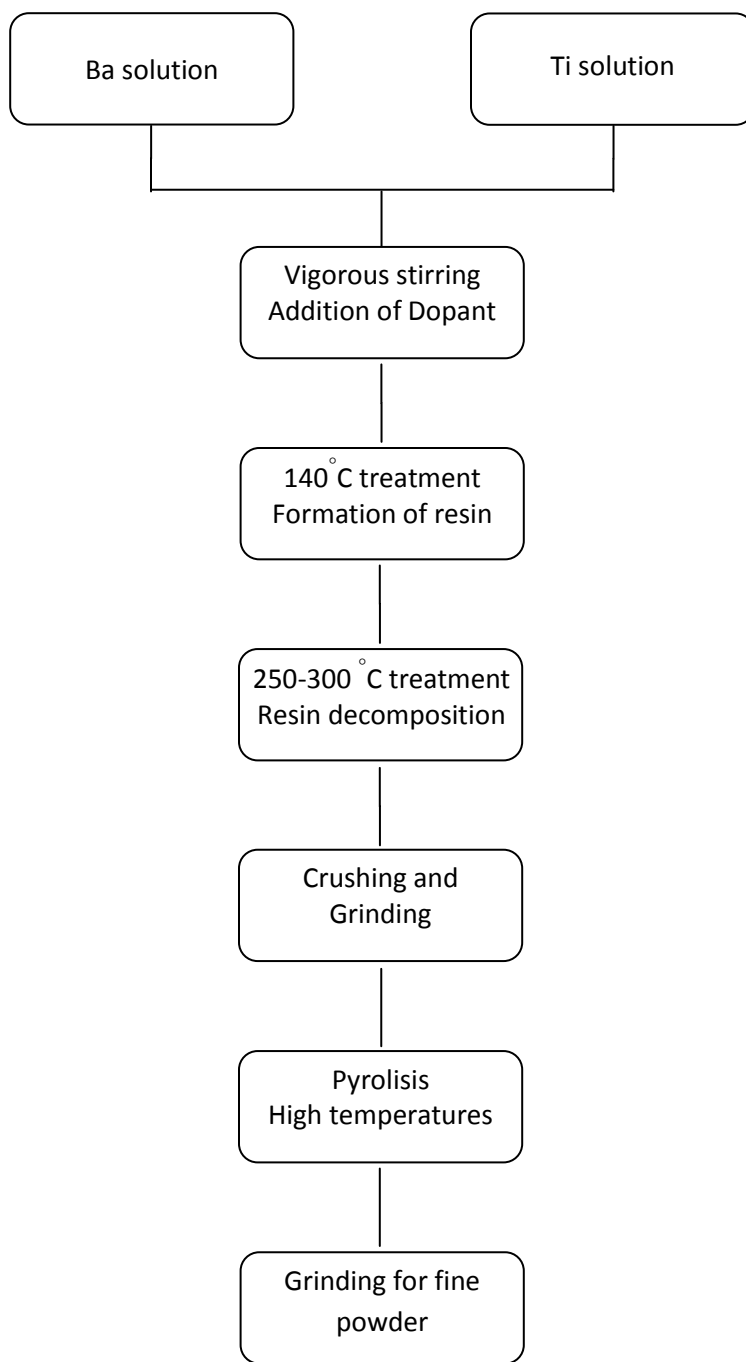 Ba solution
Ti solution
Vigorous stirring
Addition of Dopant
140°C treatment
Formation of resin
250-300 °C treatment
Resin decomposition
Crushing and
Grinding
Pyrolisis
High temperatures
Grinding for fine
powder